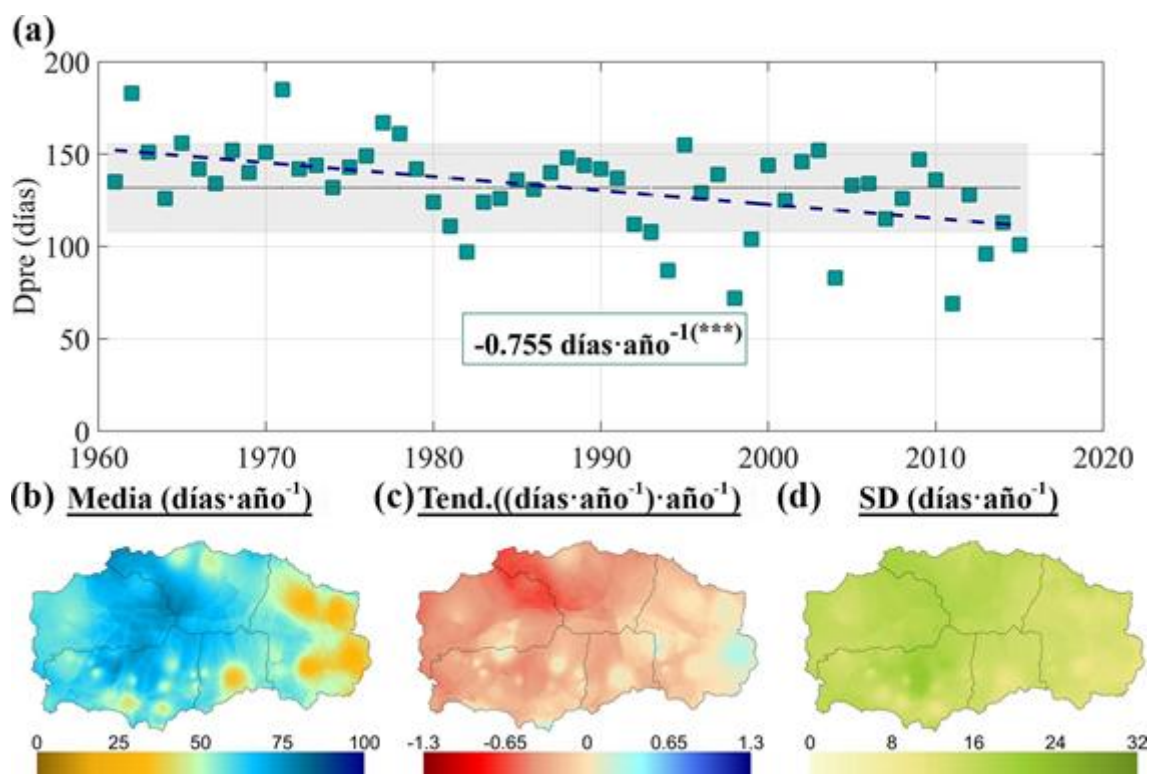 (a)
200
150
100
50
0
Dpre (días)
-0.755 días·año-1(***)
1960 1970 1980 1990 2000 2010 2020
(b) Media (días·año-1) (c) Tend.((días·año-1)·año-1) (d) SD (días·año-1)
0 25 50 75 100 -1.3 -0.65 0 0.65 1.3 0 8 16 24 32